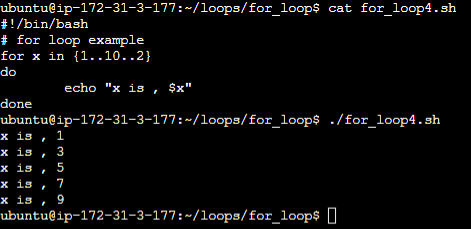 ubuntu@ip-172-31-3-177:~/loops/for_loop$ cat for_loop4.sh
#!/bin/bash
# for loop example
for x in {1..10..2}
do
        echo "x is , $x"
done
ubuntu@ip-172-31-3-177:~/loops/for_loop$ ./for_loop4.sh
x is , 1
x is , 3
x is , 5
x is , 7
x is , 9
ubuntu@ip-172-31-3-177:~/loops/for_loop$